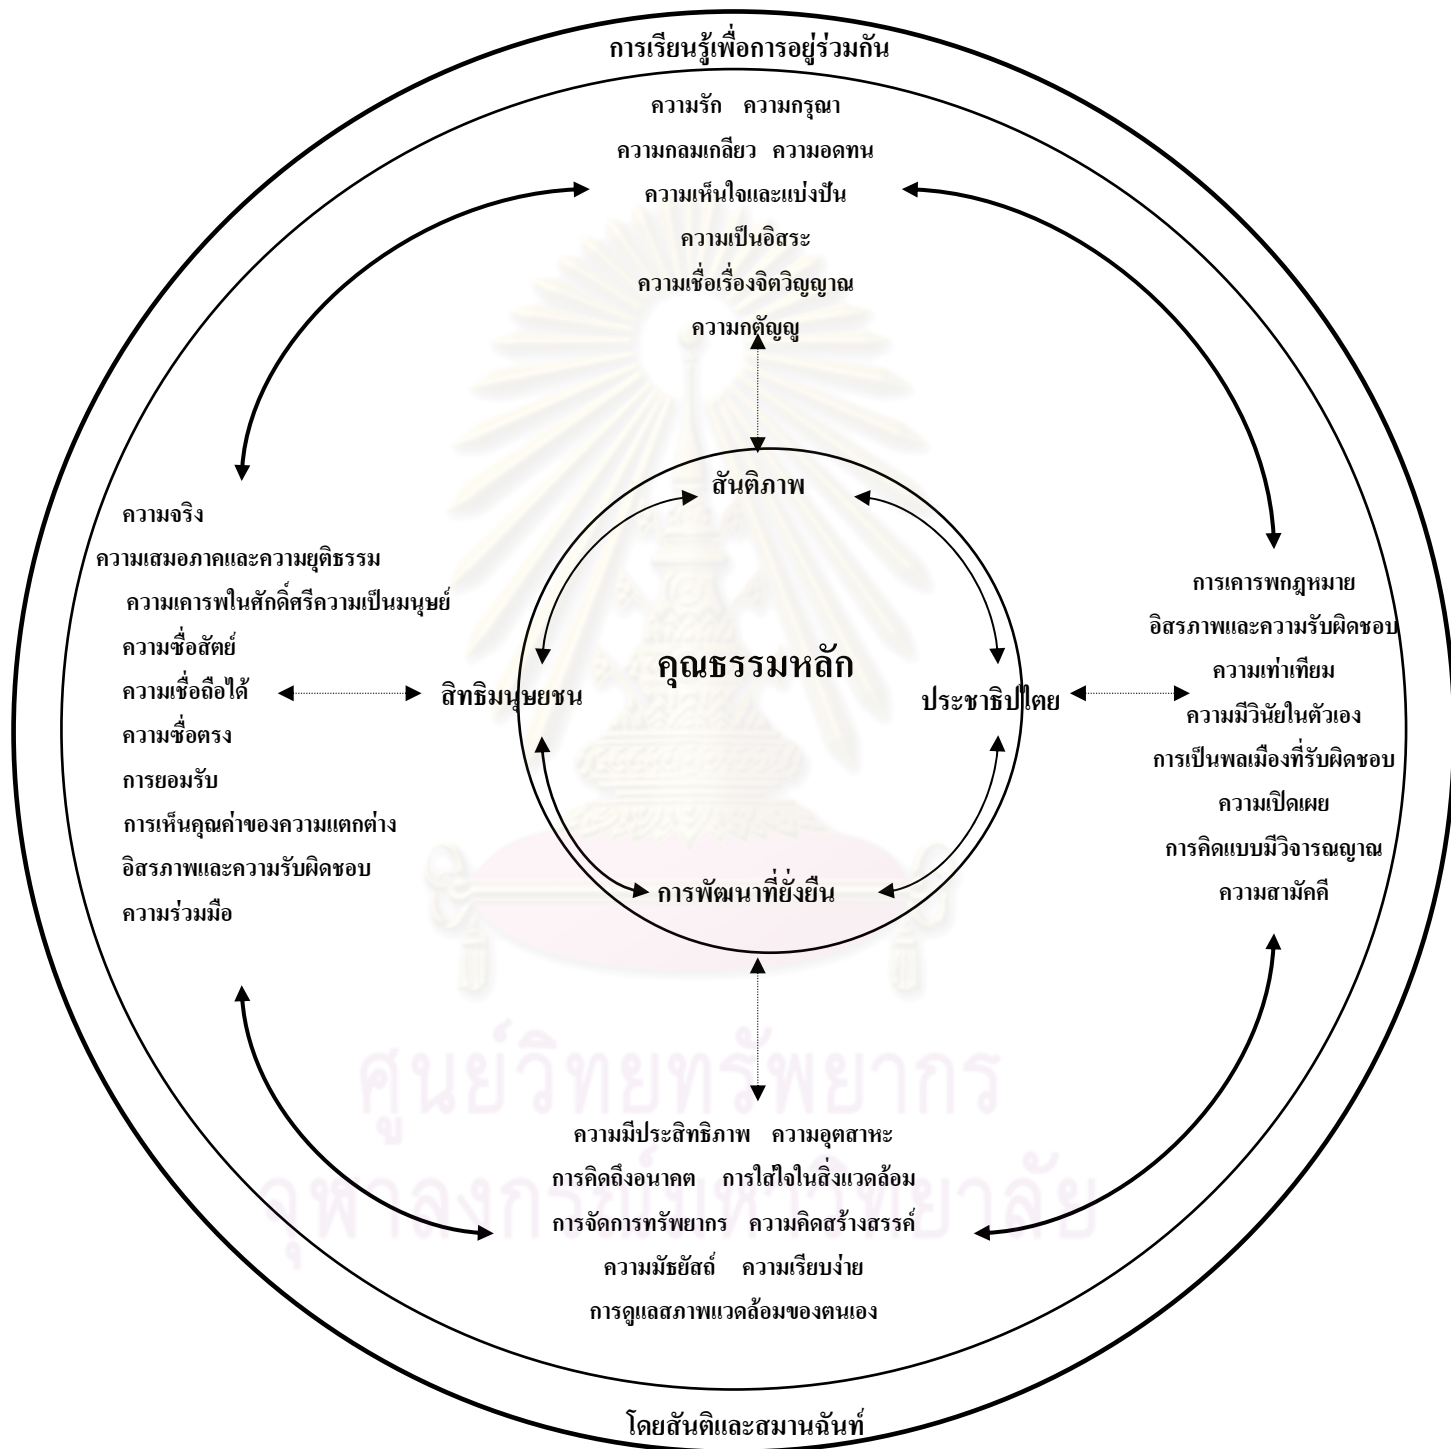 การเรียนรู้เพื่อการอยู่ร่วมกัน
ความรัก ความกรุณา
ความกลมเกลียว ความอดทน
ความเห็นใจและแบ่งปัน
ความเป็นอิสระ
ความเชื่อเรื่องจิตวิญญาณ
ความกตัญญู
สันติภาพ
ความจริง
ความเสมอภาคและความยุติธรรม
ความเคารพในศักดิ์ศรีความเป็นมนุษย์
ความซื่อสัตย์
ความเชื่อถือได้
ความซื่อตรง
การยอมรับ
การเห็นคุณค่าของความแตกต่าง
อิสรภาพและความรับผิดชอบ
ความร่วมมือ
สิทธิมนุษยชน
คุณธรรมหลัก
ประชาธิปไตย
การเคารพกฎหมาย
อิสรภาพและความรับผิดชอบ
ความเท่าเทียม
ความมีวินัยในตัวเอง
การเป็นพลเมืองที่รับผิดชอบ
ความเปิดเผย
การคิดแบบมีวิจารณญาณ
ความสามัคคี
การพัฒนาที่ยั่งยืน
ศูนย์วิทยทรัพยากร
จุฬาลงกรณ์มหาวิทยาลัย
ความมีประสิทธิภาพ ความอุตสาหะ
การคิดถึงอนาคต การใส่ใจในสิ่งแวดล้อม
การจัดการทรัพยากร ความคิดสร้างสรรค์
ความมัธยัสถ์ ความเรียบง่าย
การดูแลสภาพแวดล้อมของตนเอง
โดยสันติและสมานฉันท์